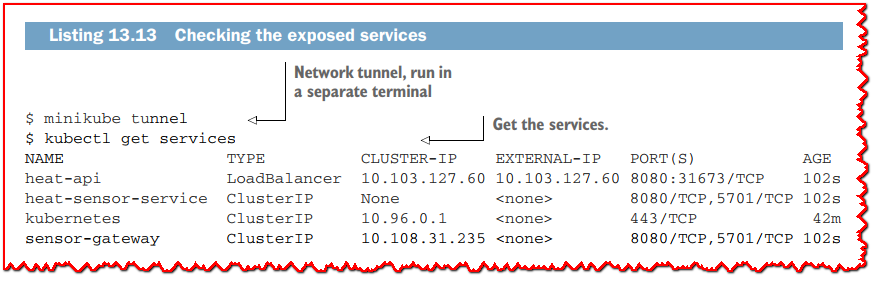 Listing 13.13 Checking the exposed services
Network tunnel, run in
a separate terminal
$ minikube tunnel
$ kubectl get services
Get the services.
NAME TYPE CLUSTER-IP EXTERNAL-IP PORT(S) AGE
heat-api LoadBalancer 10.103.127.60 10.103.127.60 8080:31673/TCP 102s
heat-sensor-service ClusterIP None <none> 8080/TCP,5701/TCP 102s
kubernetes ClusterIP 10.96.0.1 <none> 443/TCP 42m
sensor-gateway ClusterIP 10.108.31.235 <none> 8080/TCP,5701/TCP 102s